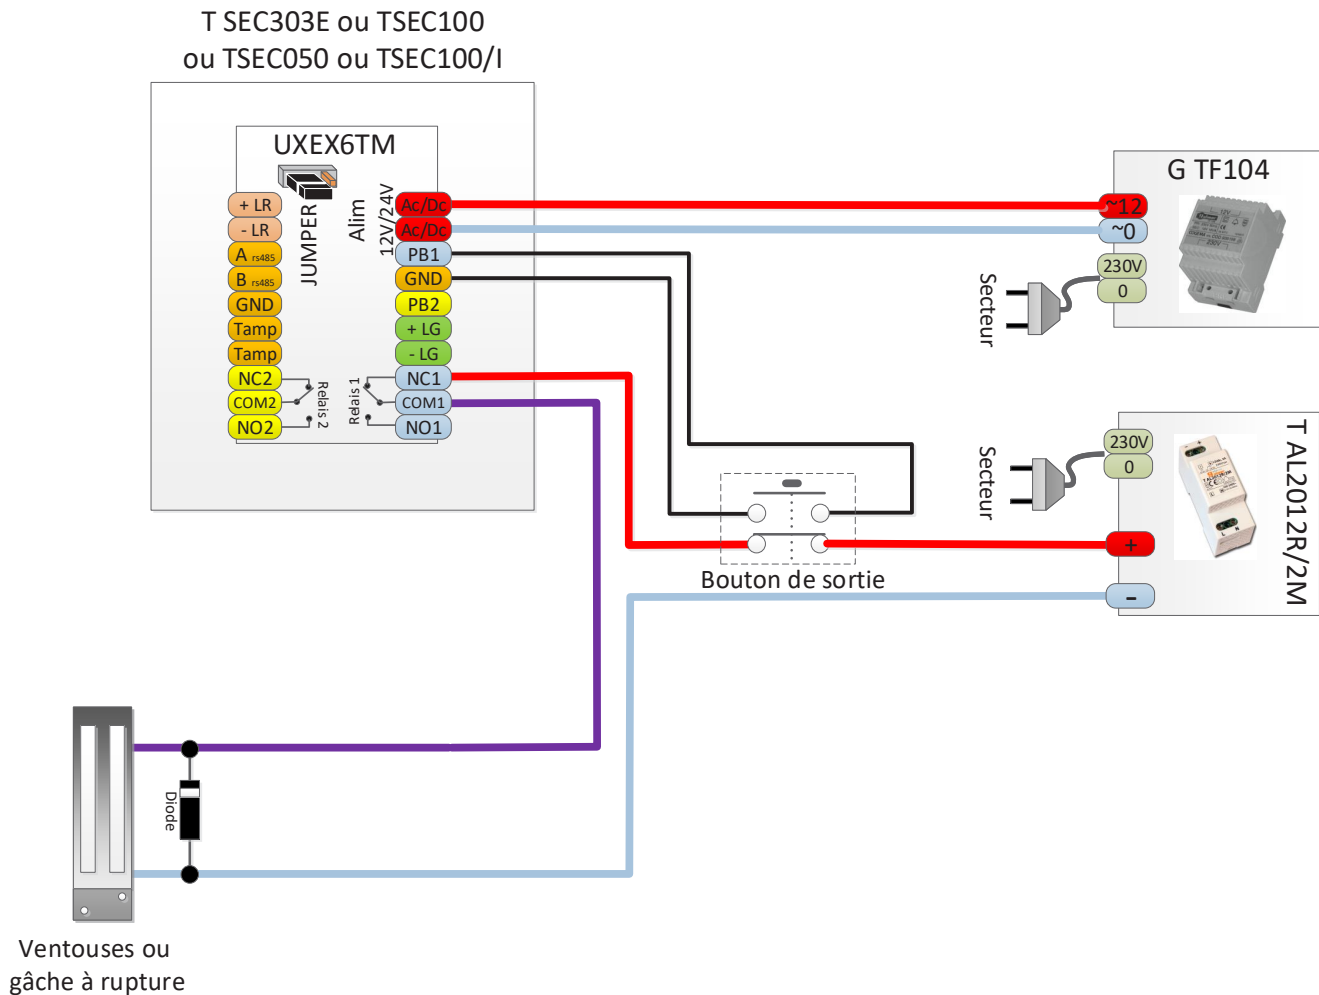 T SEC303E ou TSEC100
ou TSEC050 ou TSEC100/I
UXEX6TM
JUMPER
Alim
12V/24V
+ LR
- LR
A rs485
B rs485
GND
Tamp
Tamp
NC2
COM2
NO2
Relais 2
Relais 1
Ac/Dc
Ac/Dc
PB1
GND
PB2
+ LG
- LG
NC1
COM1
NO1
G TF104
~12
~0
230V
0
Secteur
T AL2012R/2M
230V
0
Secteur
+
-
Bouton de sortie
Diode
Ventouses ou
gâche à rupture